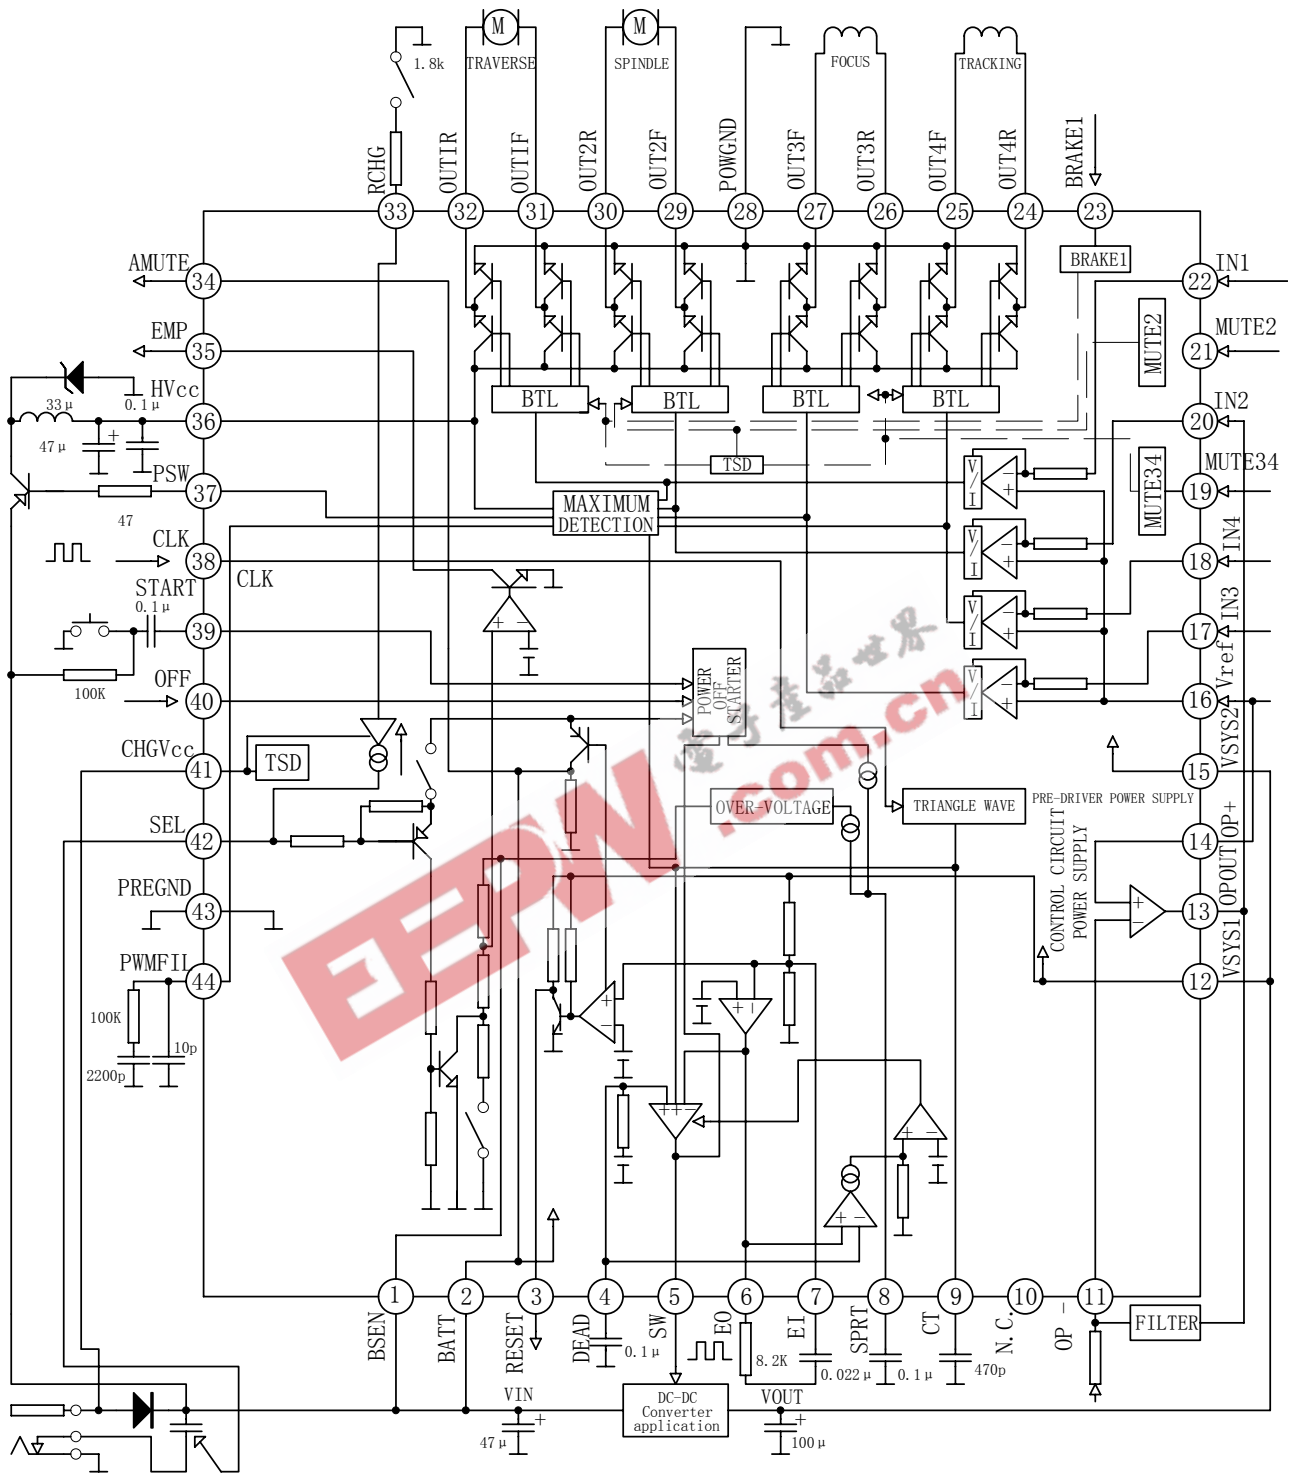 M
M
1.8k
TRAVERSE
SPINDLE
FOCUS
TRACKING
RCHG
OUT1R
OUT1F
OUT2R
OUT2F
POWGND
OUT3F
OUT3R
OUT4F
OUT4R
BRAKE1
33
32
31
30
29
28
27
26
25
24
23
AMUTE
34
BRAKE1
22
IN1
EMP
35
MUTE2
21
MUTE2
33μ
0.1μ
HVcc
36
47μ
BTL
BTL
BTL
BTL
20
IN2
TSD
MUTE34
PSW
37
47
MAXIMUM
DETECTION
V/I
- +
MUTE34
19
CLK
38
CLK
V/I
- +
18
IN4
START
0.1μ
39
+ -
V/I
- +
17
IN3
100K
OFF
40
POWER
OFF
STARTER
V/I
- +
16
Vref
CHGVcc
41
TSD
15
VSYS2
OVER-VOLTAGE
TRIANGLE WAVE
PRE-DRIVER POWER SUPPLY
SEL
42
14
OP+
PREGND
43
CONTROL CIRCUIT
POWER SUPPLY
+
-
13
OPOUT
PWMFIL
44
12
VSYS1
100K
10p
2200p
+
-
+ -
++-
+ -
+ -
EEPW
.com.cn
电子产品世界
1
2
3
4
5
6
7
8
9
10
11
BSEN
BATT
RESET
DEAD
SW
EO
EI
SPRT
CT
N.C.
OP -
FILTER
0.1μ
8.2K
0.022μ
0.1μ
470p
VIN
DC-DC
Converter
application
VOUT
47μ
100μ